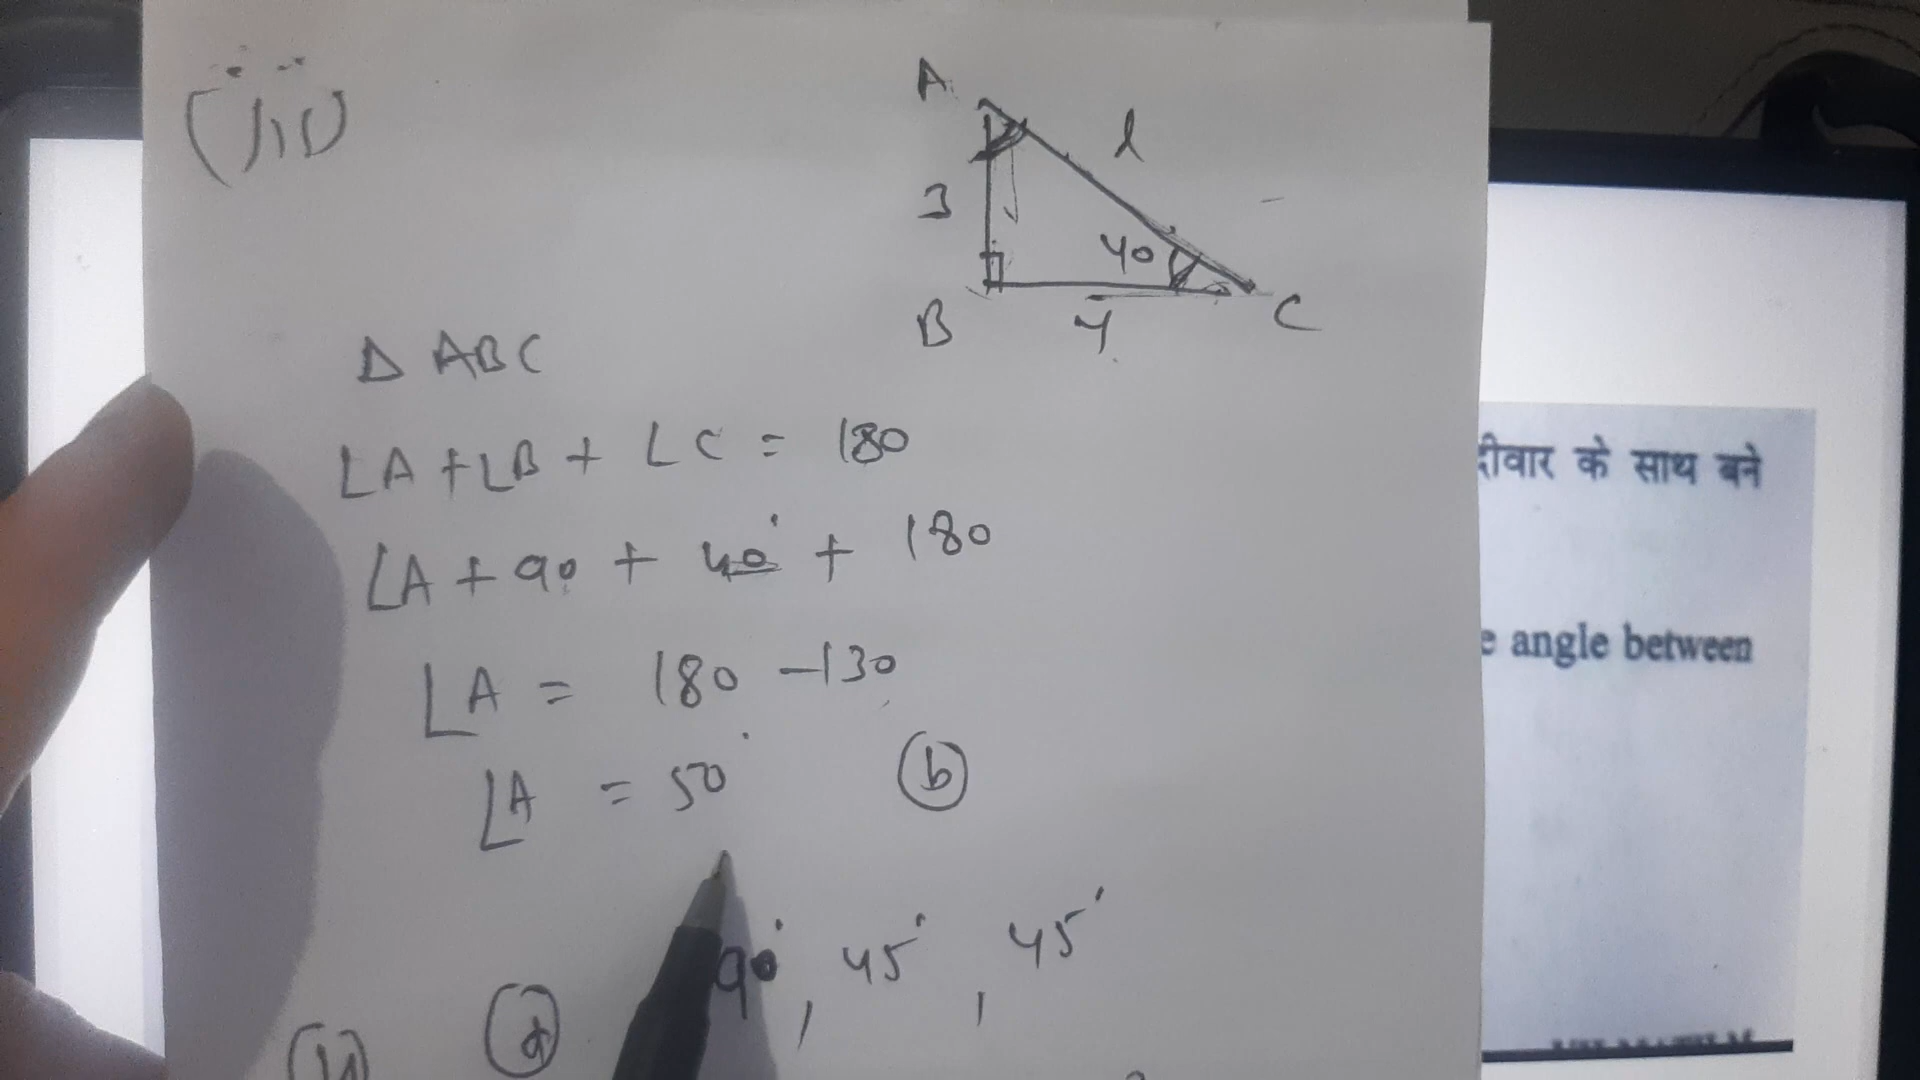 (iii)
A
l
3
40
B
4
C
Δ ABC
∠A + ∠B + ∠C = 180
∠A + 90 + 40° + 180
∠A = 180 - 130
∠A = 50° (b)
90°, 45°, 45°
दीवार के साथ बने
angle between